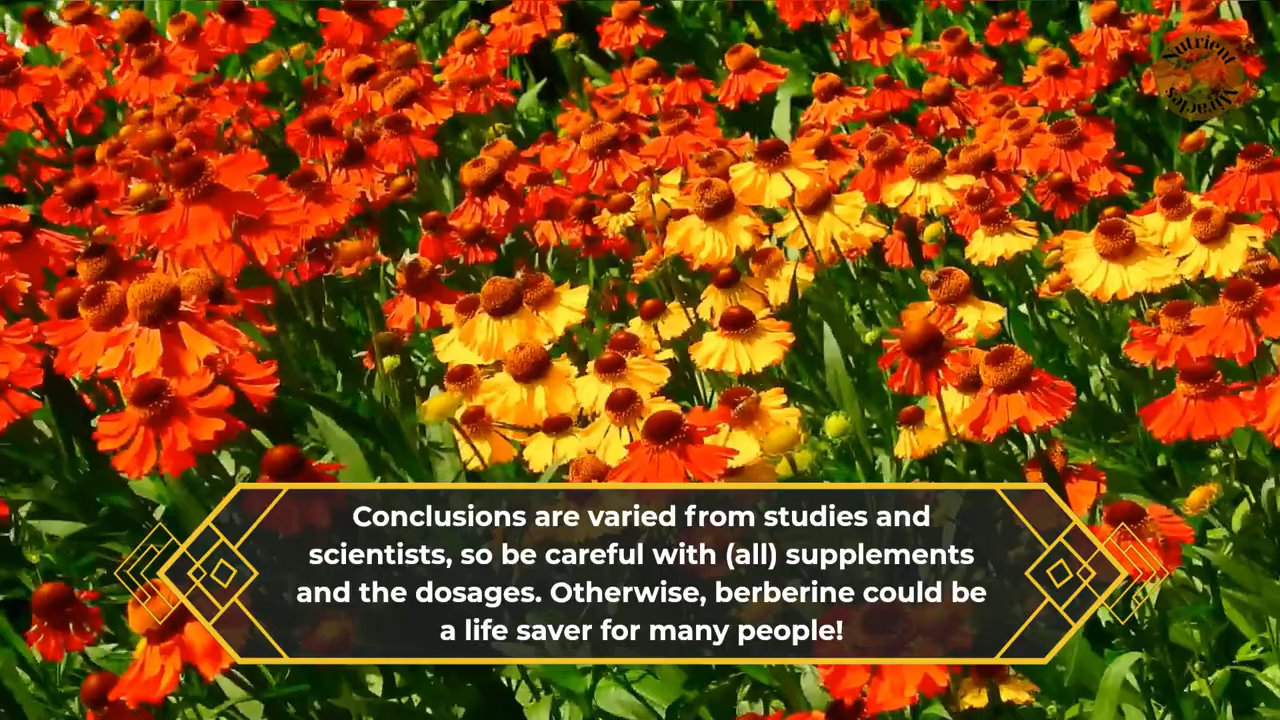 Nutrient
Miracles
Conclusions are varied from studies and
scientists, so be careful with (all) supplements
and the dosages. Otherwise, berberine could be
a life saver for many people!